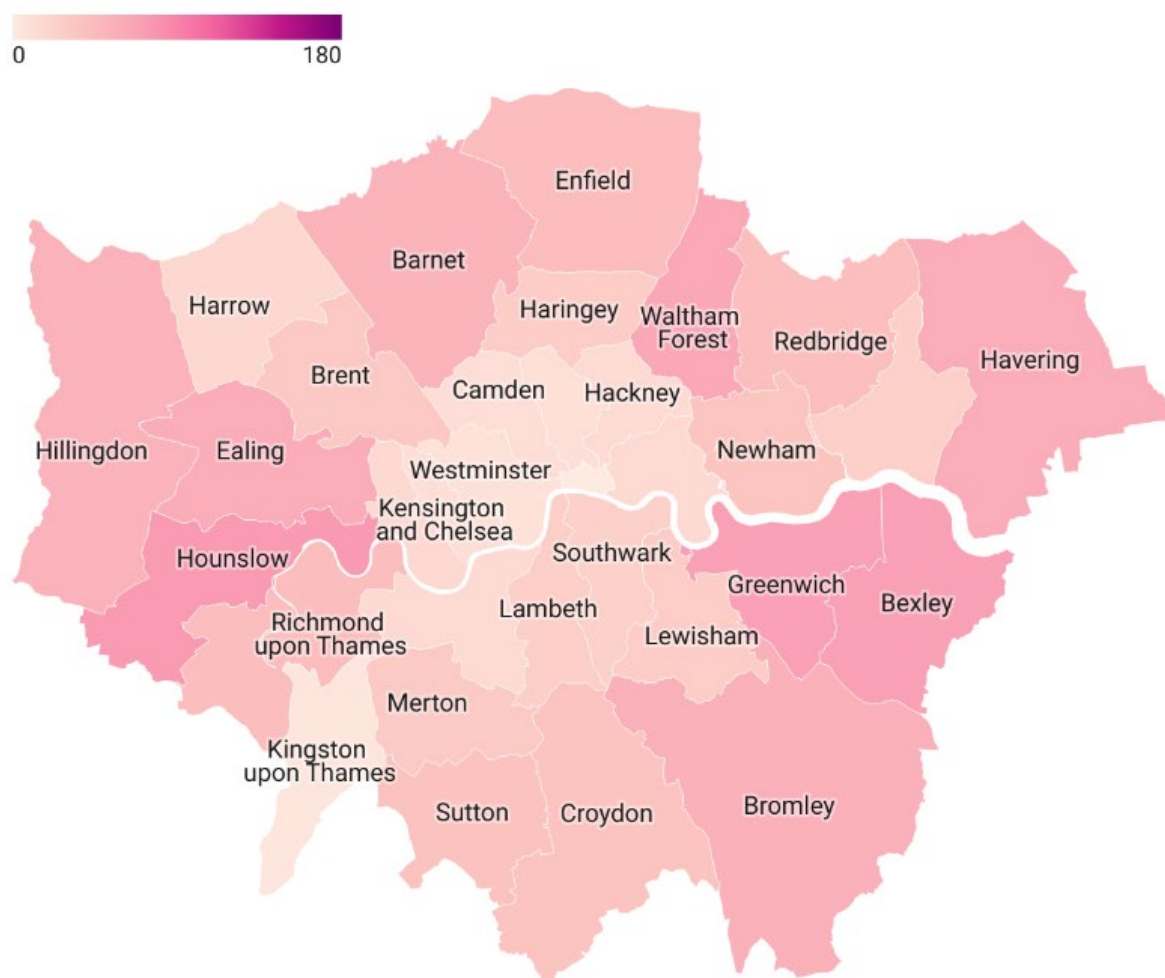 0
180
Enfield
Barnet
Harrow
Haringey
Waltham
Forest
Redbridge
Havering
Brent
Camden
Hackney
Hillingdon
Ealing
Westminster
Newham
Kensington
and Chelsea
Hounslow
Southwark
Greenwich
Bexley
Richmond
upon Thames
Lambeth
Lewisham
Merton
Kingston
upon Thames
Sutton
Croydon
Bromley